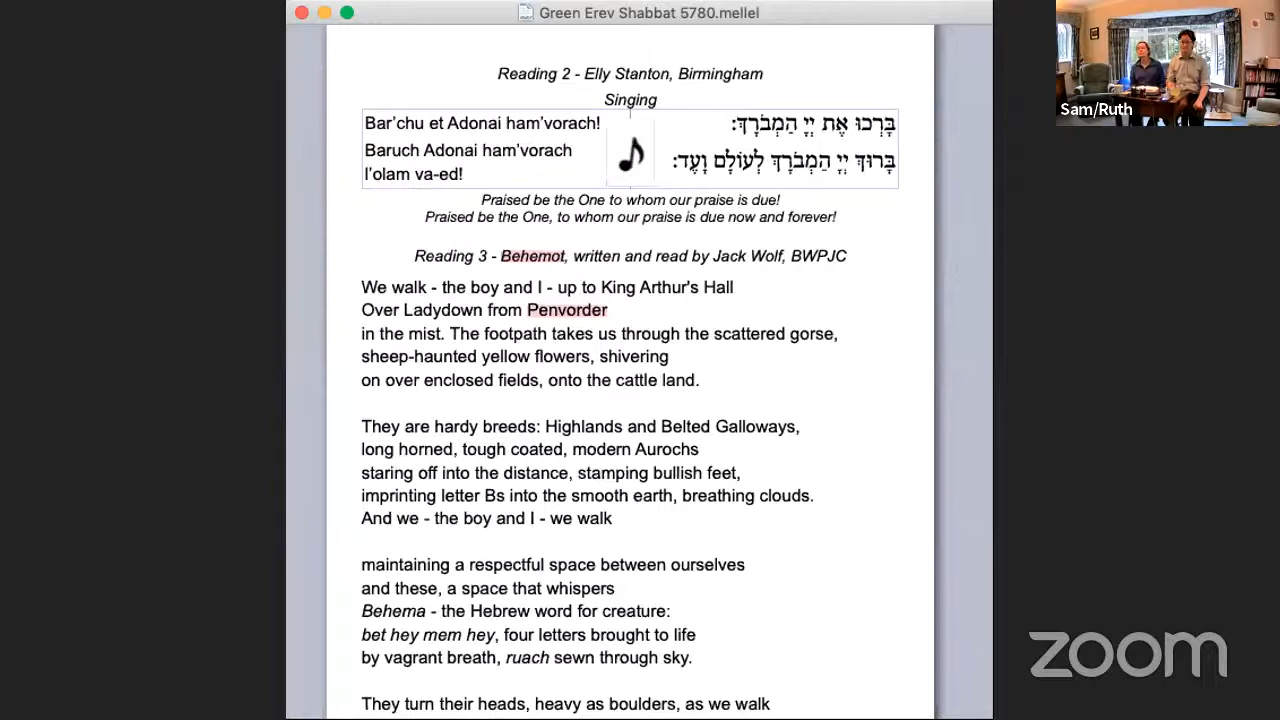 Green Erev Shabbat 5780.mellel
Sam/Ruth
Reading 2 - Elly Stanton, Birmingham
Singing
Bar’chu et Adonai ham’vorach!
Baruch Adonai ham’vorach
l’olam va-ed!
בָּרְכוּ אֶת יְיָ הַמְבֹרָךְ:
בָּרוּךְ יְיָ הַמְבֹרָךְ לְעוֹלָם וָעֶד:
Praised be the One to whom our praise is due!
Praised be the One, to whom our praise is due now and forever!
Reading 3 - Behemot, written and read by Jack Wolf, BWPJC
We walk - the boy and I - up to King Arthur's Hall
Over Ladydown from Penvorder
in the mist. The footpath takes us through the scattered gorse,
sheep-haunted yellow flowers, shivering
on over enclosed fields, onto the cattle land.
They are hardy breeds: Highlands and Belted Galloways,
long horned, tough coated, modern Aurochs
staring off into the distance, stamping bullish feet,
imprinting letter Bs into the smooth earth, breathing clouds.
And we - the boy and I - we walk
maintaining a respectful space between ourselves
and these, a space that whispers
Behema - the Hebrew word for creature:
bet hey mem hey, four letters brought to life
by vagrant breath, ruach sewn through sky.
They turn their heads, heavy as boulders, as we walk
zoom